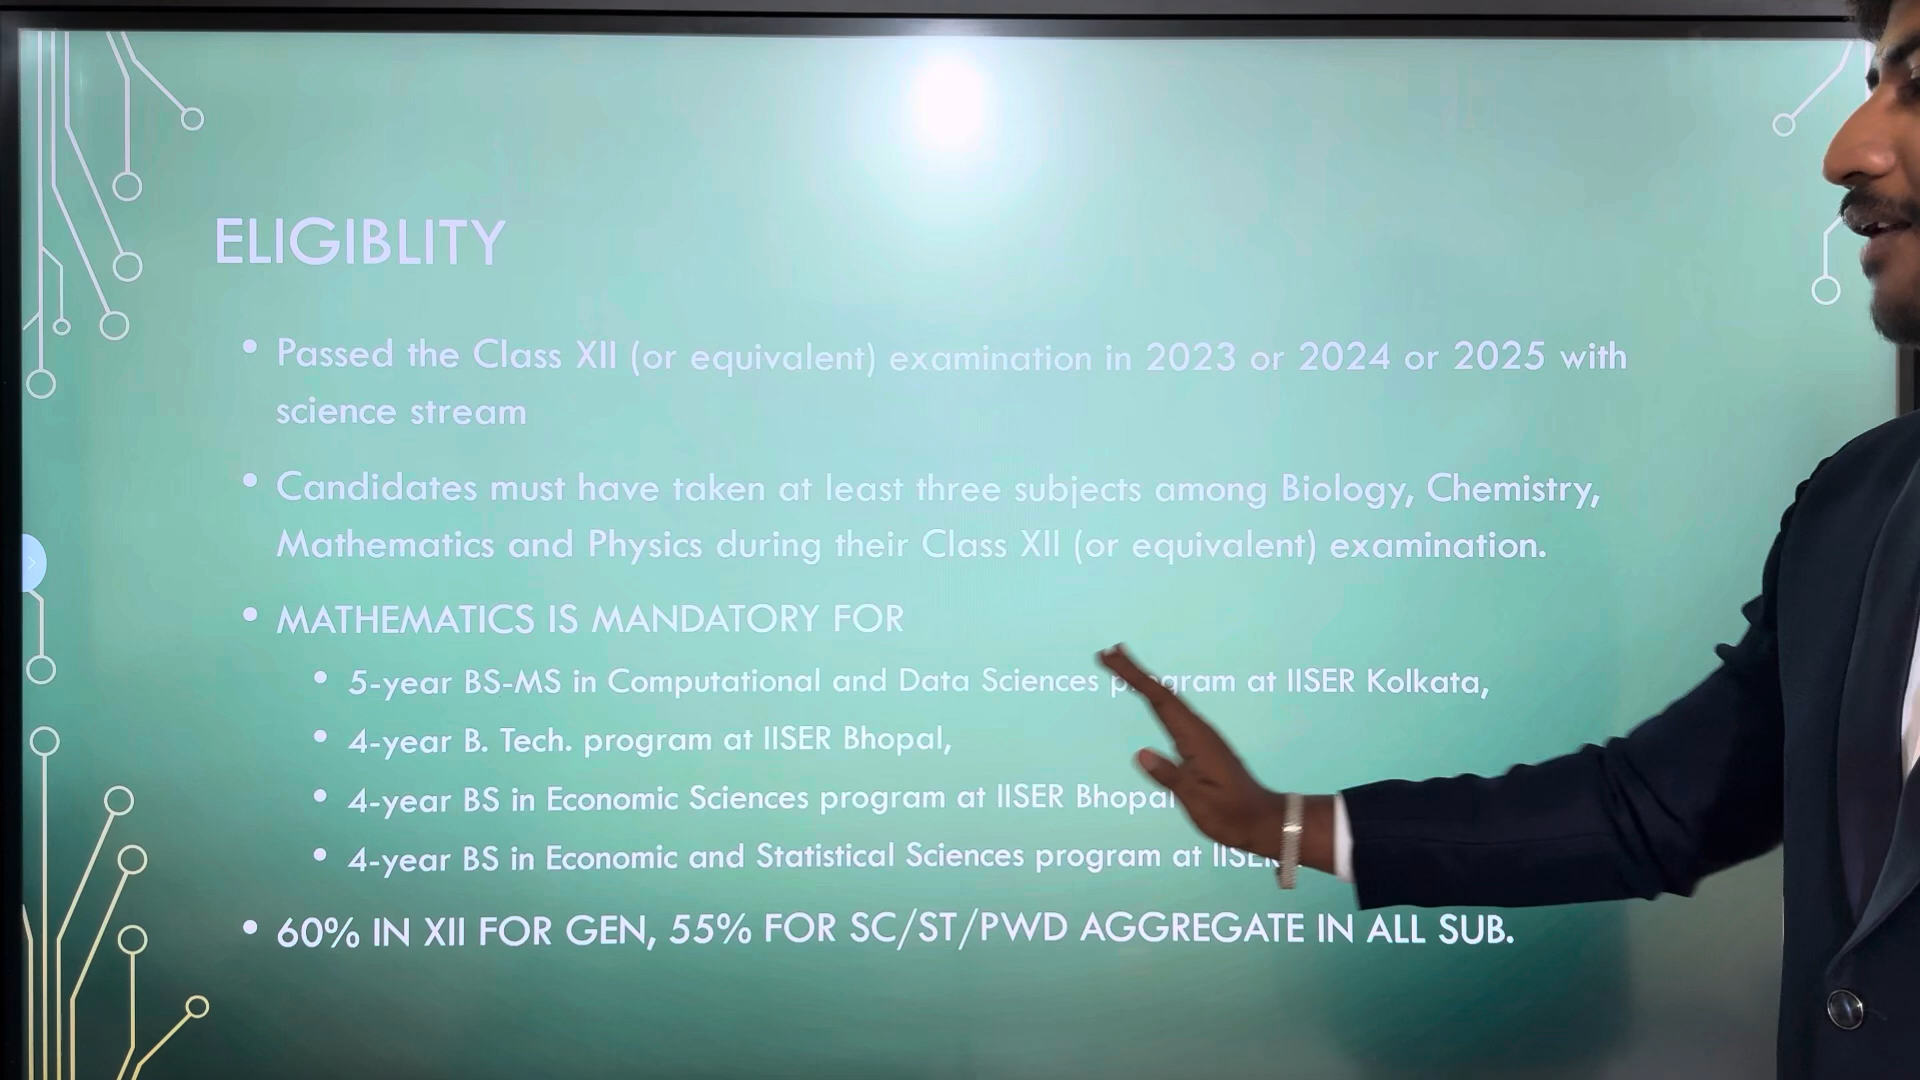 ELIGIBLITY
• Passed the Class XII (or equivalent) examination in 2023 or 2024 or 2025 with
science stream
• Candidates must have taken at least three subjects among Biology, Chemistry,
Mathematics and Physics during their Class XII (or equivalent) examination.
• MATHEMATICS IS MANDATORY FOR
• 5-year BS-MS in Computational and Data Sciences program at IISER Kolkata,
• 4-year B. Tech. program at IISER Bhopal,
• 4-year BS in Economic Sciences program at IISER Bhopal
• 4-year BS in Economic and Statistical Sciences program at IISER
• 60% IN XII FOR GEN, 55% FOR SC/ST/PWD AGGREGATE IN ALL SUB.